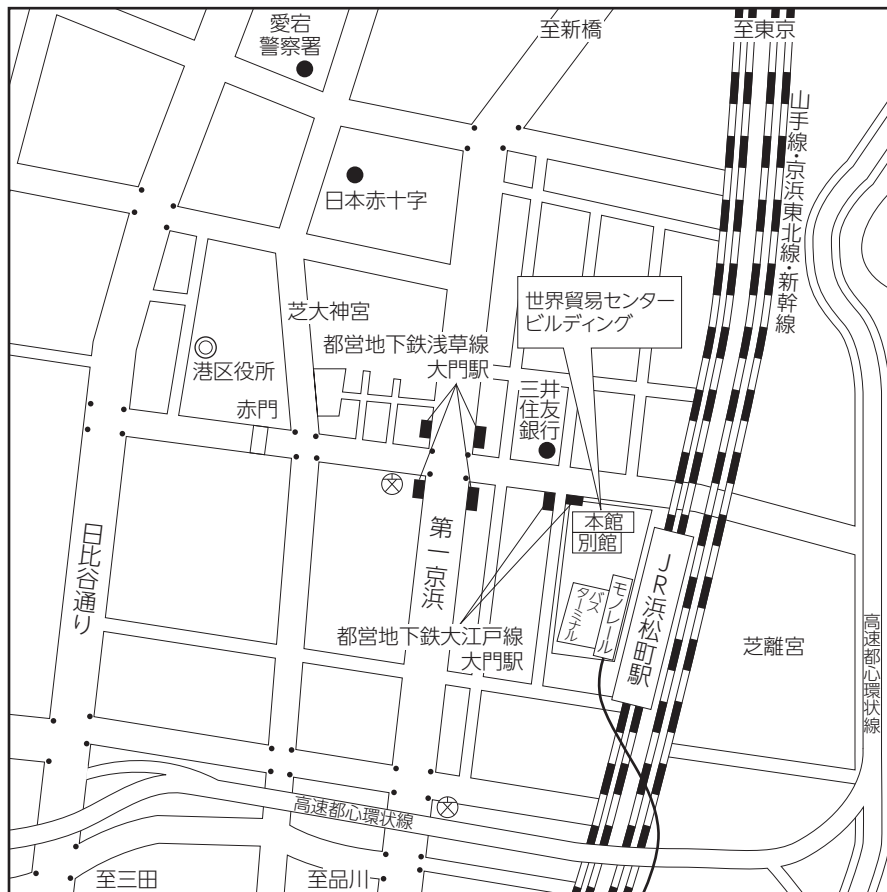 愛宕
警察署
至新橋
至東京
山手線・京浜東北線・新幹線
日本赤十字
世界貿易センター
ビルディング
芝大神宮
都営地下鉄浅草線
大門駅
港区役所
三井
住友
銀行
赤門
本館
別館
第一京浜
日比谷通り
JR浜松町駅
モノレール
バス
ターミナル
都営地下鉄大江戸線
大門駅
芝離宮
高速都心環状線
高速都心環状線
至三田
至品川